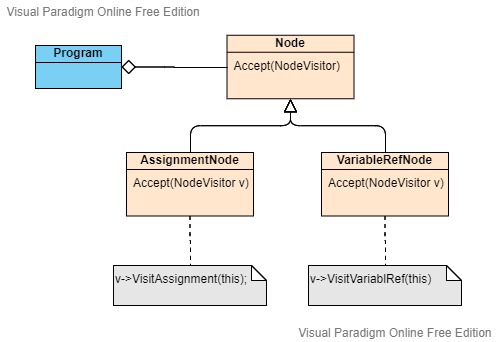 Visual Paradigm Online Free Edition
Program
Node
Accept(NodeVisitor)
AssignmentNode
Accept(NodeVisitor v)
VariableRefNode
Accept(NodeVisitor v)
v->VisitAssignment(this);
v->VisitVariablRef(this)
Visual Paradigm Online Free Edition